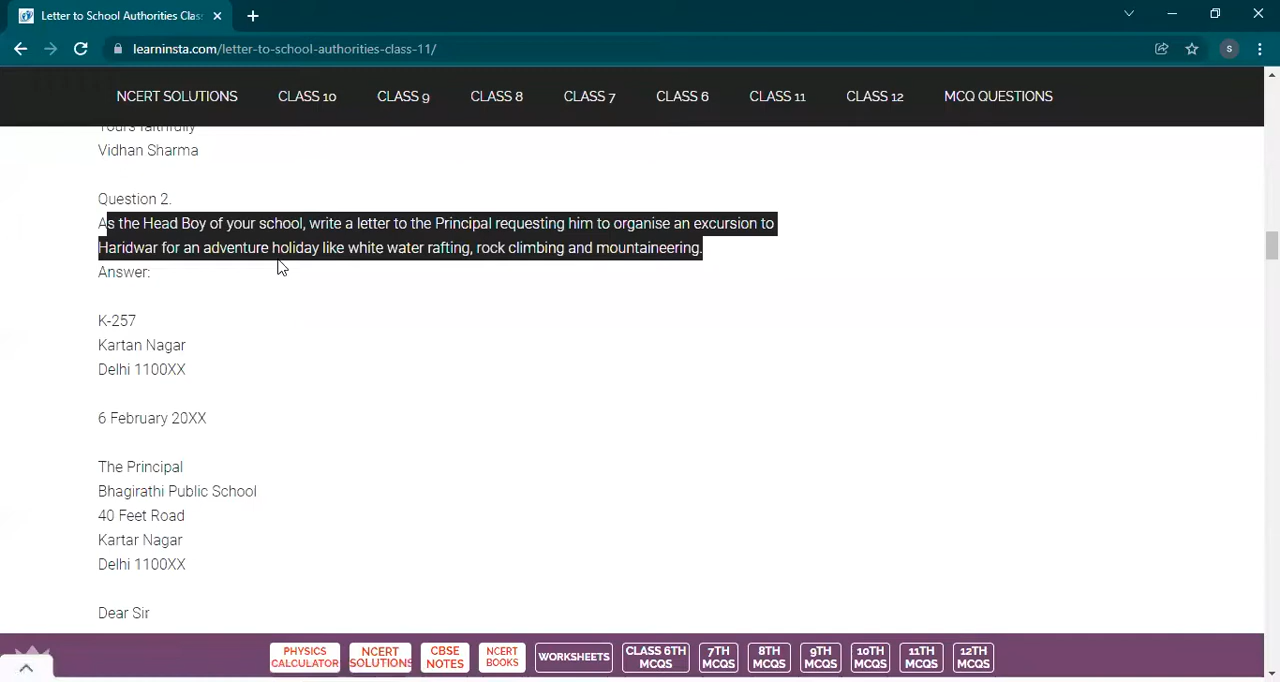 Letter to School Authorities Clas
learninsta.com/letter-to-school-authorities-class-11/
S
NCERT SOLUTIONS CLASS 10 CLASS 9 CLASS 8 CLASS 7 CLASS 6 CLASS 11 CLASS 12 MCQ QUESTIONS
Yours faithfully
Vidhan Sharma
Question 2.
As the Head Boy of your school, write a letter to the Principal requesting him to organise an excursion to
Haridwar for an adventure holiday like white water rafting, rock climbing and mountaineering.
Answer:
K-257
Kartan Nagar
Delhi 1100XX
6 February 20XX
The Principal
Bhagirathi Public School
40 Feet Road
Kartar Nagar
Delhi 1100XX
Dear Sir
PHYSICS CALCULATOR NCERT SOLUTIONS CBSE NOTES NCERT BOOKS WORKSHEETS CLASS 6TH MCQS 7TH MCQS 8TH MCQS 9TH MCQS 10TH MCQS 11TH MCQS 12TH MCQS